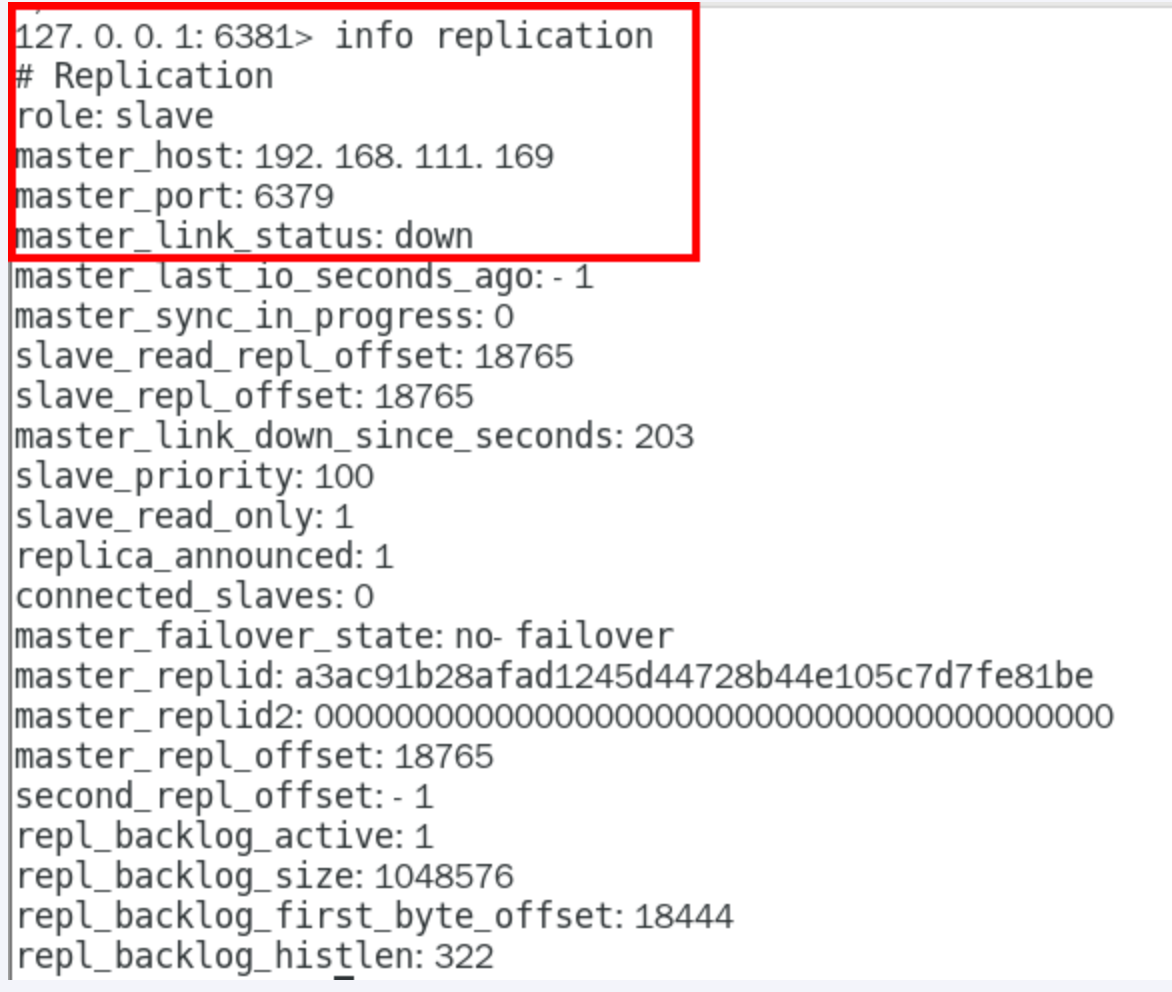 127.0.0.1:6381> info replication
# Replication
role:slave
master_host:192.168.111.169
master_port:6379
master_link_status:down
master_last_io_seconds_ago:-1
master_sync_in_progress:0
slave_read_repl_offset:18765
slave_repl_offset:18765
master_link_down_since_seconds:203
slave_priority:100
slave_read_only:1
replica_announced:1
connected_slaves:0
master_failover_state:no-failover
master_replid:a3ac91b28afad1245d44728b44e105c7d7fe81be
master_replid2:0000000000000000000000000000000000000000
master_repl_offset:18765
second_repl_offset:-1
repl_backlog_active:1
repl_backlog_size:1048576
repl_backlog_first_byte_offset:18444
repl_backlog_histlen:322